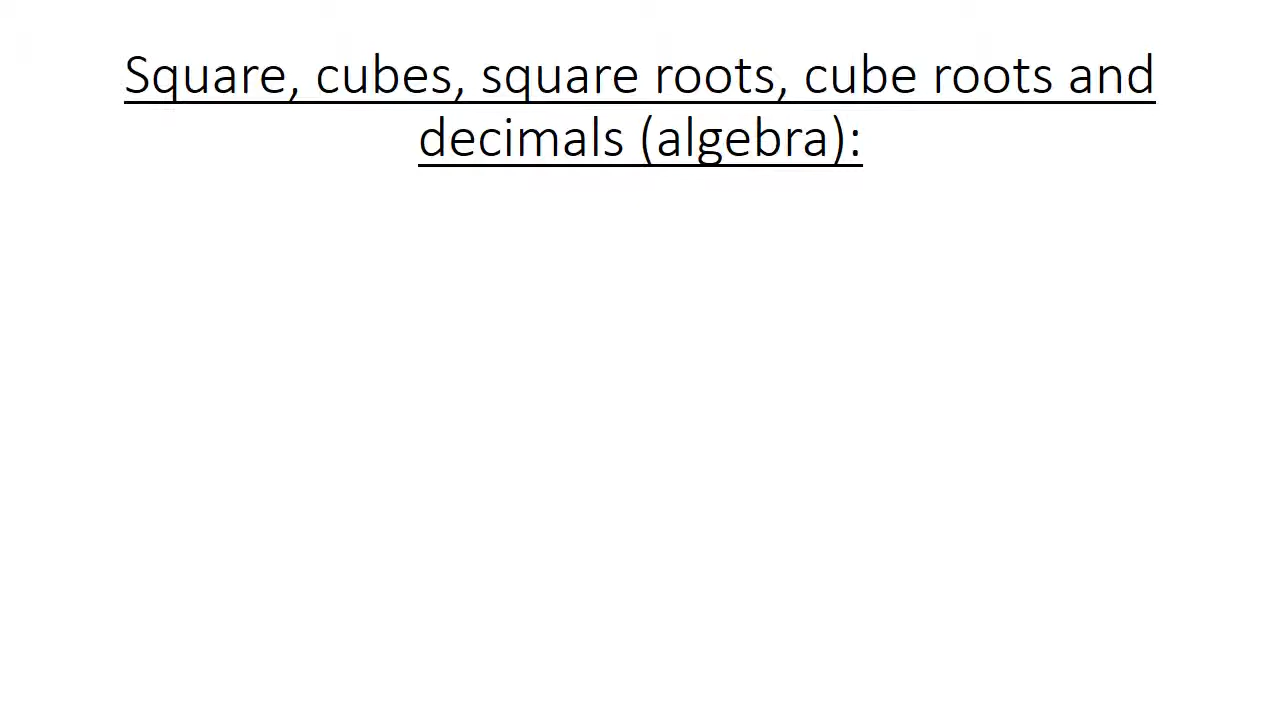 Square, cubes, square roots, cube roots and
decimals (algebra):